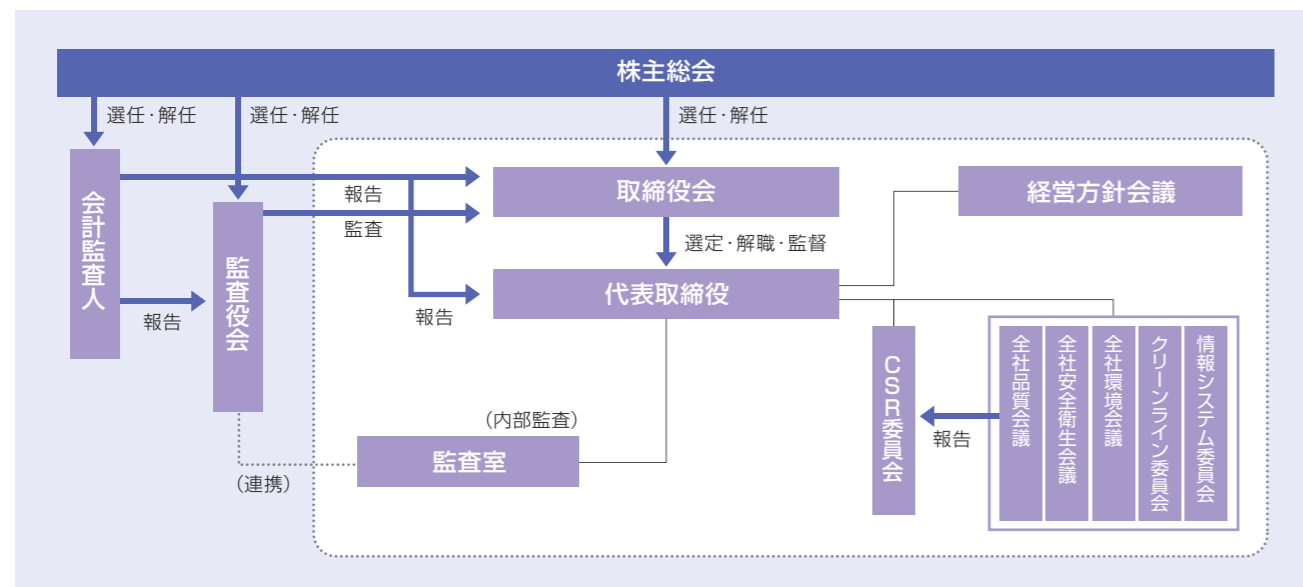 株主総会
選任・解任
選任・解任
選任・解任
会計監査人
監査役会
報告
監査
報告
報告
取締役会
選定・解職・監督
代表取締役
経営方針会議
(内部監査)
監査室
(連携)
CSR委員会
報告
全社品質会議
全社安全衛生会議
全社環境会議
クリーンライン委員会
情報システム委員会